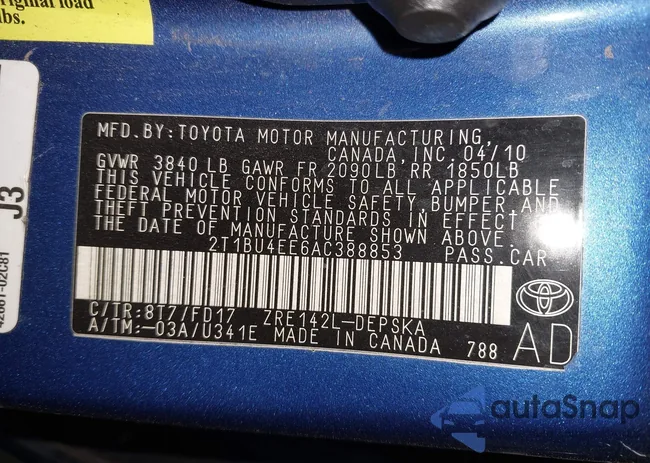 original load
lbs.
J3
MFD. BY: TOYOTA MOTOR MANUFACTURING,
CANADA, INC. 04/10
GVWR 3840 LB GAWR FR 2090LB RR 1850LB
THIS VEHICLE CONFORMS TO ALL APPLICABLE
FEDERAL MOTOR VEHICLE SAFETY, BUMPER AND
THEFT PREVENTION STANDARDS IN EFFECT ON
THE DATE OF MANUFACTURE SHOWN ABOVE.
2T1BU4EE6AC388853 PASS. CAR
C/TR: 8T7/FD17 ZRE142L-DEPSKA
A/TM: -03A/U341E MADE IN CANADA 788
AD
autoSnap